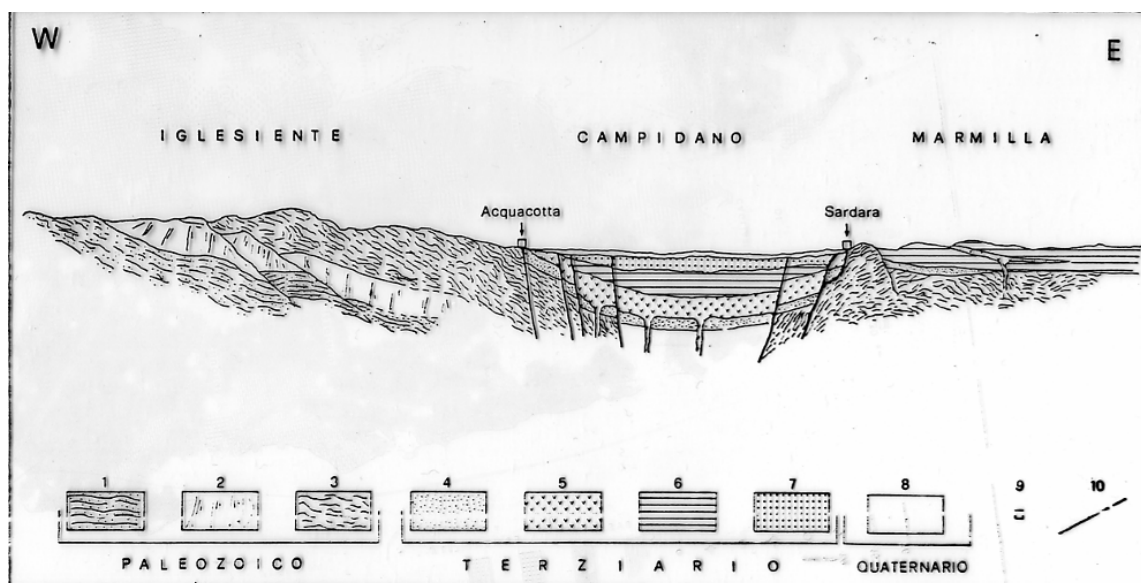 W
E
IGLESIENTE CAMPIDANO MARMILLA
Acquacotta Sardara
1 2 3 4 5 6 7 8 9 10
PALEOZOICO TERZIARIO QUATERNARIO